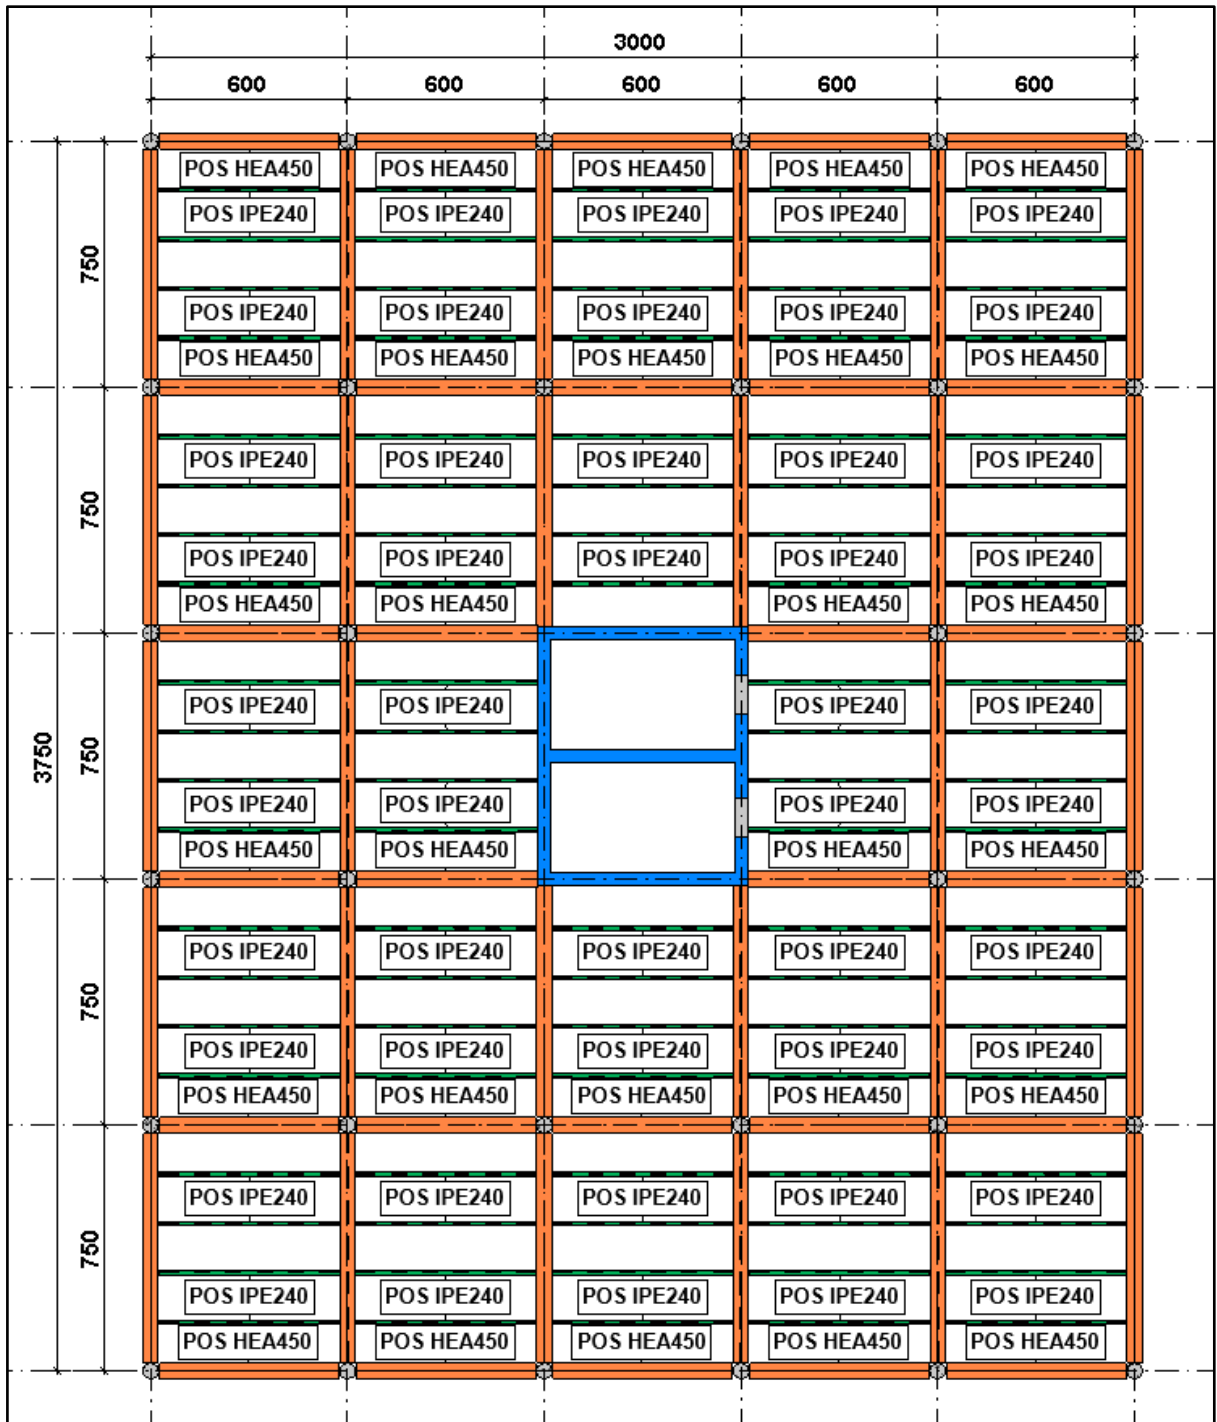 3000
600 600 600 600 600
POS HEA450 POS HEA450 POS HEA450 POS HEA450 POS HEA450
POS IPE240 POS IPE240 POS IPE240 POS IPE240 POS IPE240
750
POS IPE240 POS IPE240 POS IPE240 POS IPE240 POS IPE240
POS HEA450 POS HEA450 POS HEA450 POS HEA450 POS HEA450
POS IPE240 POS IPE240 POS IPE240 POS IPE240 POS IPE240
750
POS IPE240 POS IPE240 POS IPE240 POS IPE240 POS IPE240
POS HEA450 POS HEA450 POS HEA450 POS HEA450
POS IPE240 POS IPE240 POS IPE240 POS IPE240
3750 750
POS IPE240 POS IPE240 POS IPE240 POS IPE240
POS HEA450 POS HEA450 POS HEA450 POS HEA450
POS IPE240 POS IPE240 POS IPE240 POS IPE240 POS IPE240
750
POS IPE240 POS IPE240 POS IPE240 POS IPE240 POS IPE240
POS HEA450 POS HEA450 POS HEA450 POS HEA450 POS HEA450
POS IPE240 POS IPE240 POS IPE240 POS IPE240 POS IPE240
750
POS IPE240 POS IPE240 POS IPE240 POS IPE240 POS IPE240
POS HEA450 POS HEA450 POS HEA450 POS HEA450 POS HEA450